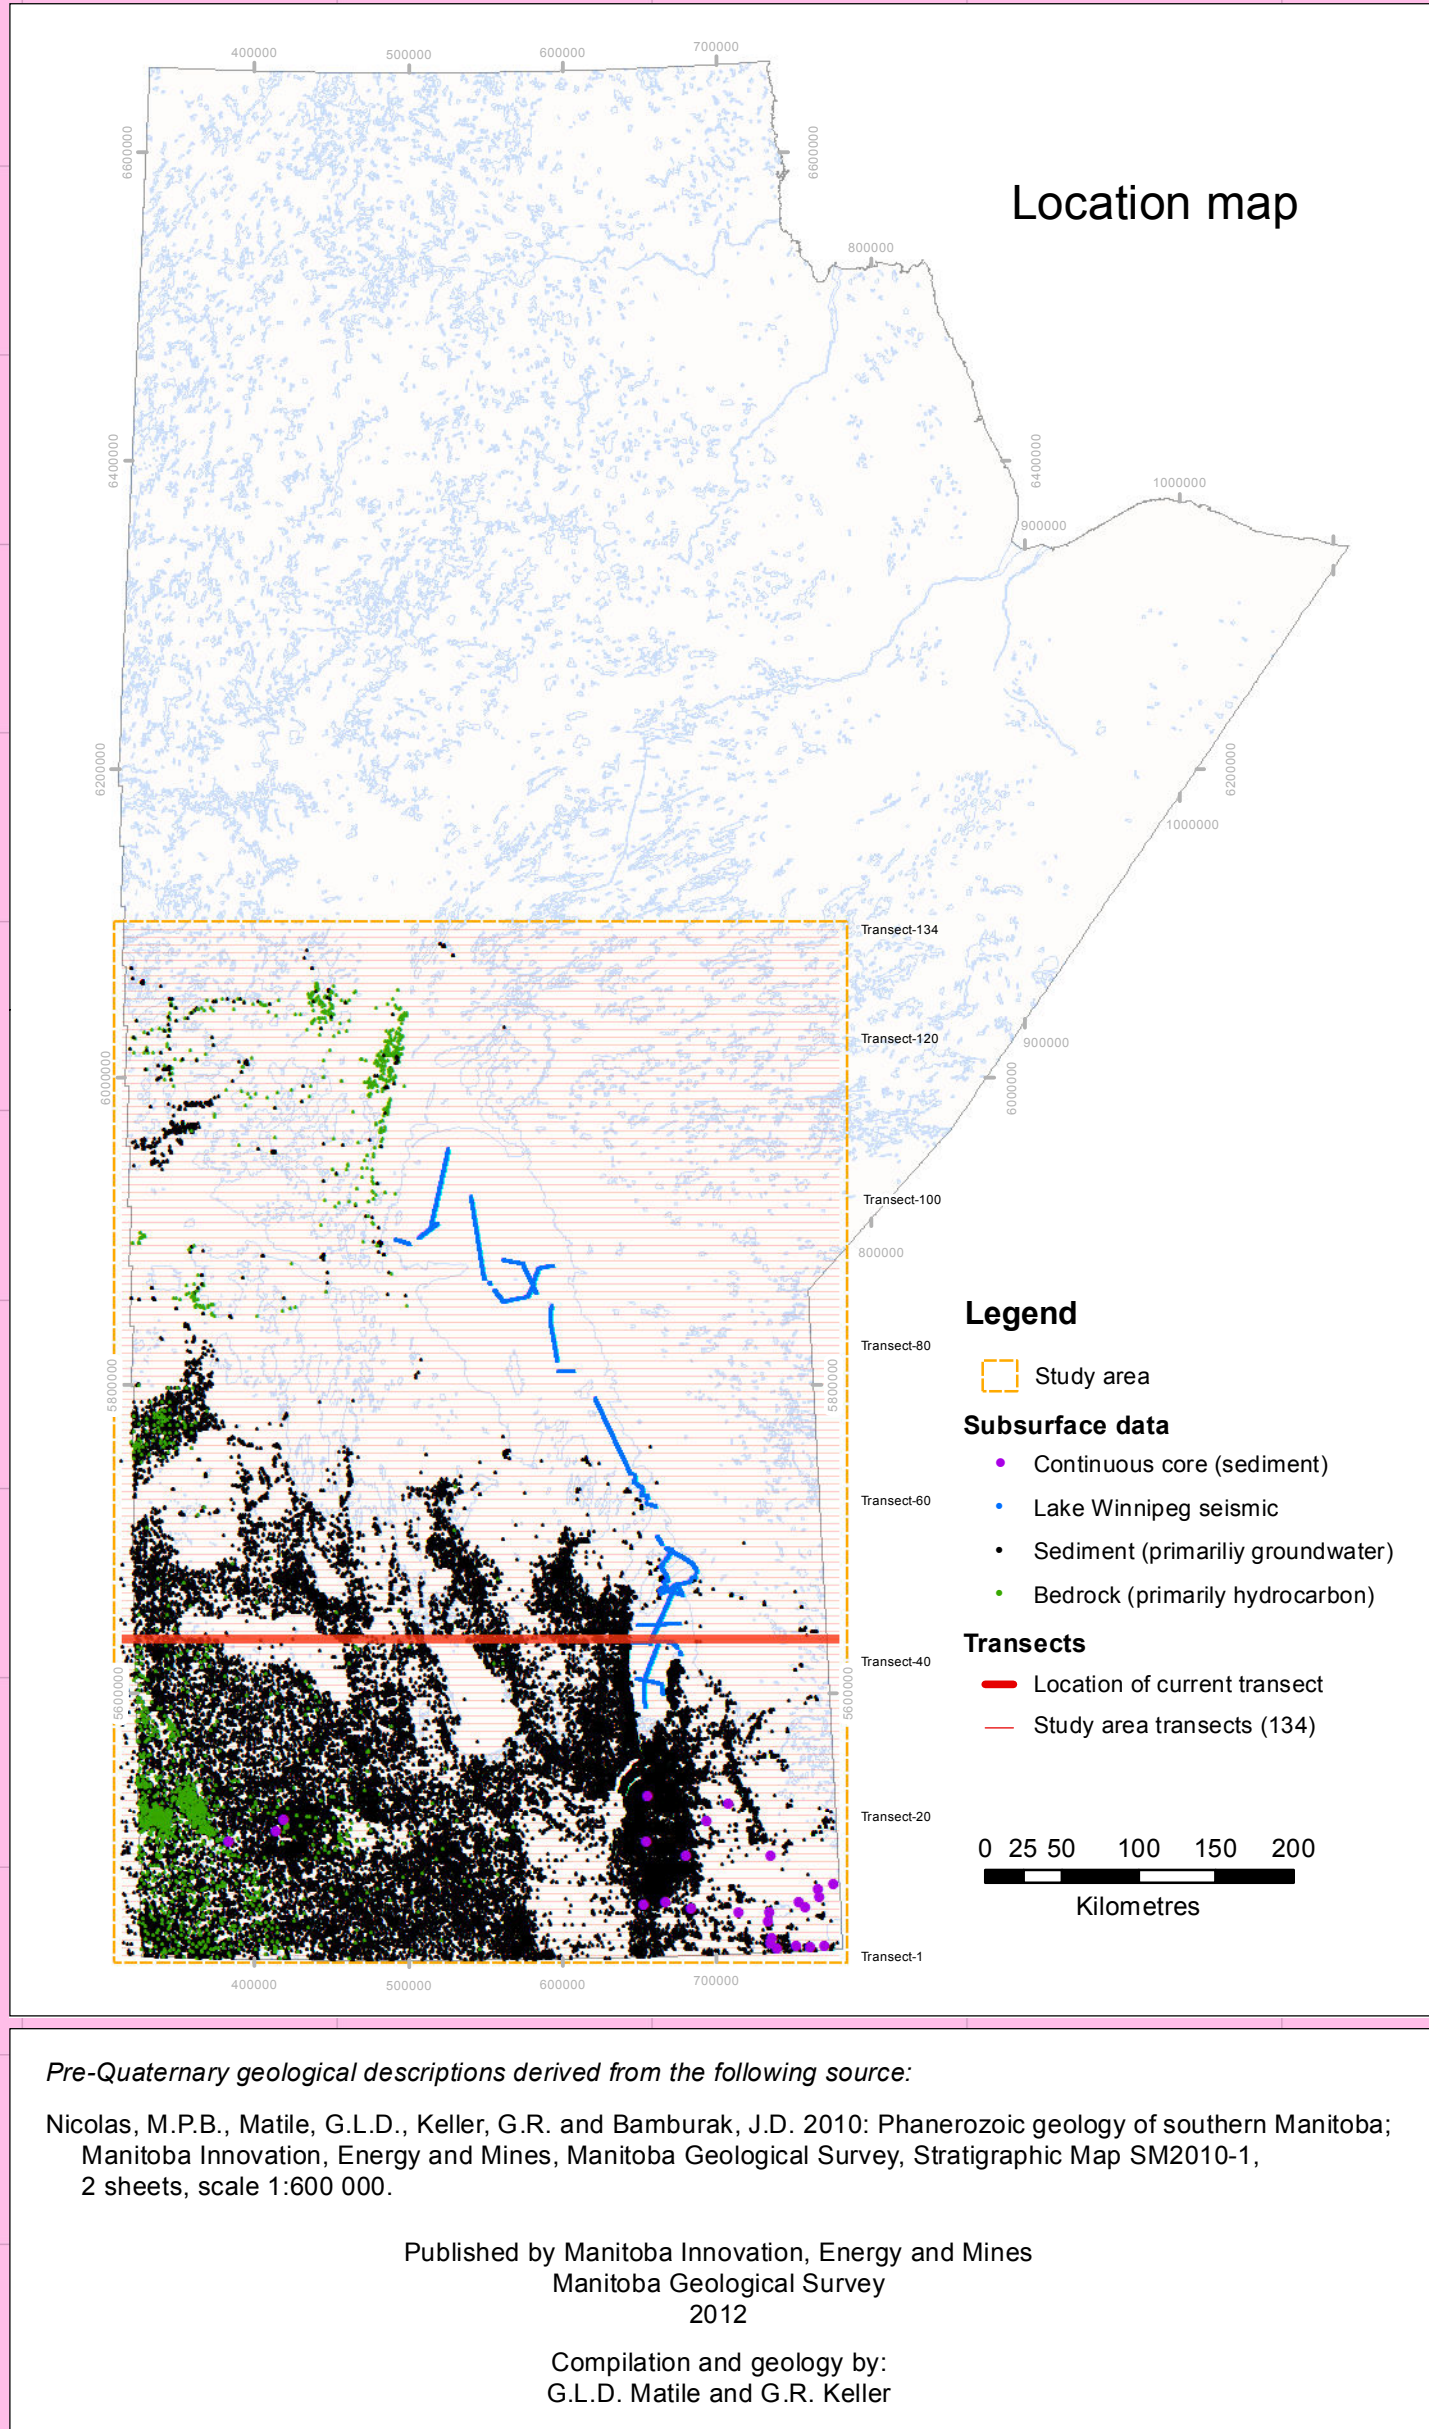 400000
500000
600000
700000
6600000
6600000
Location map
800000
6400000
6400000
1000000
900000
6200000
6200000
1000000
Transect-134
Transect-120
900000
6000000
6000000
Transect-100
800000
Legend
Transect-80
5800000
5800000
Study area
Subsurface data
Continuous core (sediment)
Transect-60
Lake Winnipeg seismic
Sediment (primariliy groundwater)
Bedrock (primarily hydrocarbon)
Transects
Transect-40
5600000
5600000
Location of current transect
Study area transects (134)
Transect-20
0 25 50 100 150 200
Kilometres
Transect-1
400000
500000
600000
700000
Pre-Quaternary geological descriptions derived from the following source:
Nicolas, M.P.B., Matile, G.L.D., Keller, G.R. and Bamburak, J.D. 2010: Phanerozoic geology of southern Manitoba;
Manitoba Innovation, Energy and Mines, Manitoba Geological Survey, Stratigraphic Map SM2010-1,
2 sheets, scale 1:600 000.
Published by Manitoba Innovation, Energy and Mines
Manitoba Geological Survey
2012
Compilation and geology by:
G.L.D. Matile and G.R. Keller